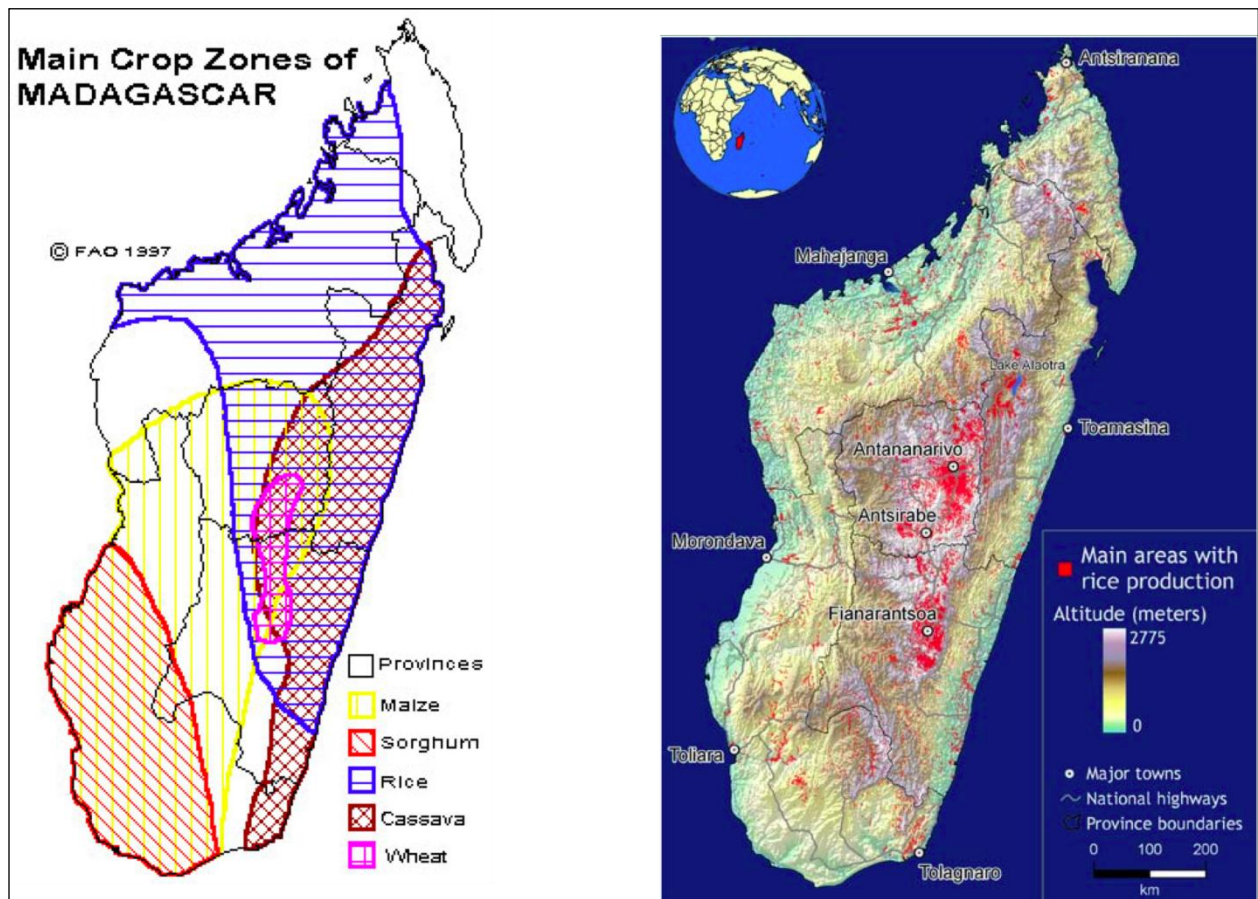 Main Crop Zones of
MADAGASCAR
© FAO 1997
Provinces
Maize
Sorghum
Rice
Cassava
Wheat
Antsiranana
Mahajanga
Lake Alaotra
Toamasina
Antananarivo
Antsirabe
Morondava
Fianarantsoa
Toliara
Tolagnaro
Main areas with
rice production
Altitude (meters)
2775
0
Major towns
National highways
Province boundaries
0 100 200
km